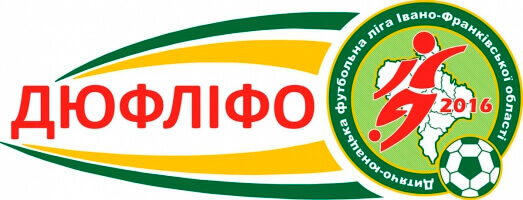 ДЮФЛІФО
Дитячо-юнацька футбольна ліга Івано-Франківської області
2016